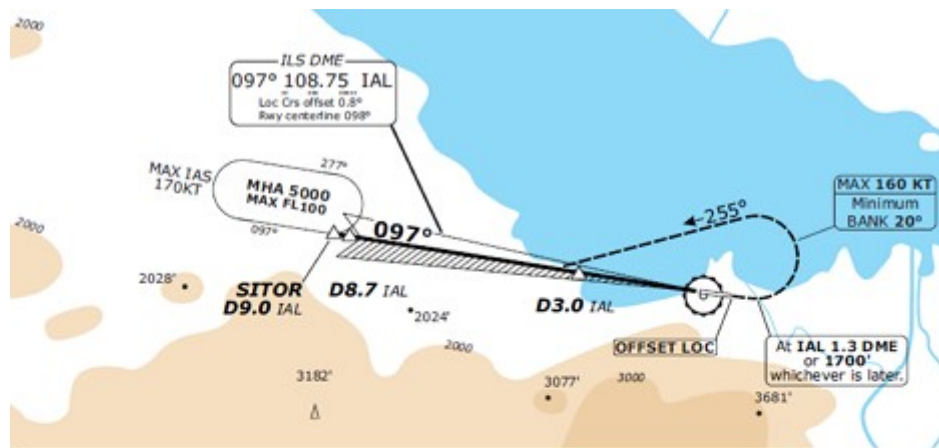 2000
ILS DME
097° 108.75 IAL
Loc Crs offset 0.8°
Rwy centerline 098°
MAX IAS
170KT
277°
MHA 5000
MAX FL100
097°
097°
255°
MAX 160 KT
Minimum
BANK 20°
2000
2028'
SITOR
D9.0 IAL
D8.7 IAL
2024'
D3.0 IAL
OFFSET LOC
At IAL 1.3 DME
or 1700'
whichever is later.
2000
3182'
3077'
3000
3681'